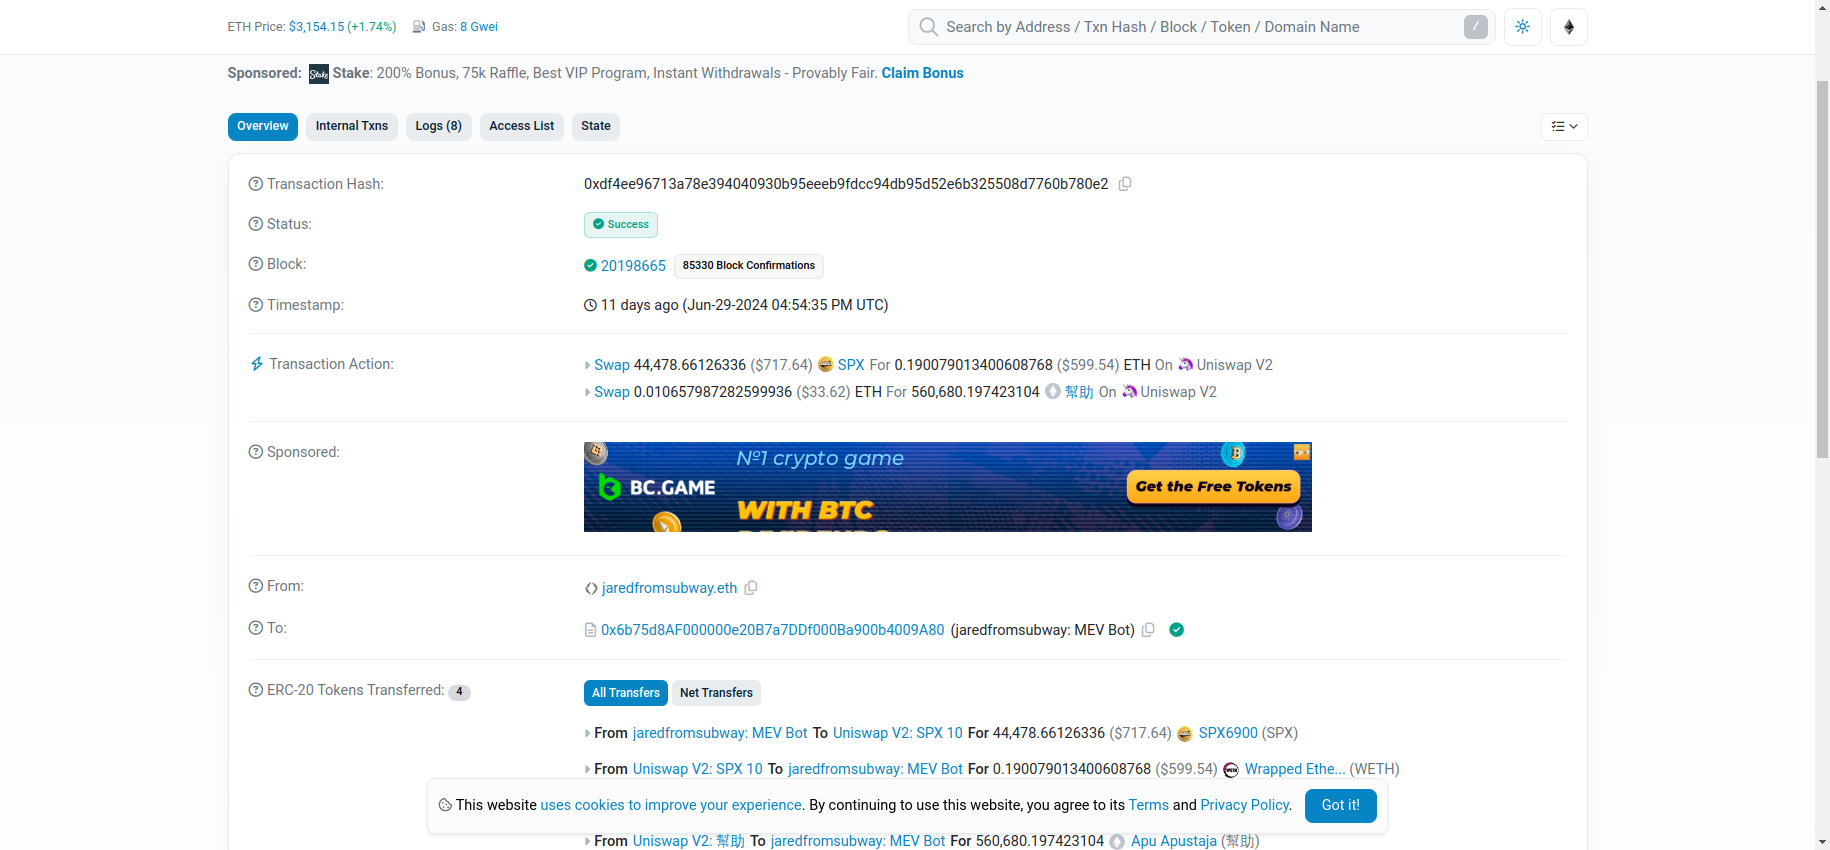 ETH Price: $3,154.15 (+1.74%) Gas: 8 Gwei
Search by Address / Txn Hash / Block / Token / Domain Name /
Sponsored: Stake Stake: 200% Bonus, 75k Raffle, Best VIP Program, Instant Withdrawals - Provably Fair. Claim Bonus
Overview Internal Txns Logs (8) Access List State
Transaction Hash: 0xdf4ee96713a78e394040930b95eeeb9fdcc94db95d52e6b325508d7760b780e2
Status: Success
Block: 20198665 85330 Block Confirmations
Timestamp: 11 days ago (Jun-29-2024 04:54:35 PM UTC)
Transaction Action: Swap 44,478.66126336 ($717.64) SPX For 0.190079013400608768 ($599.54) ETH On Uniswap V2
Swap 0.010657987282599936 ($33.62) ETH For 560,680.197423104 幫助 On Uniswap V2
Sponsored:
№1 crypto game
BC.GAME
WITH BTC
Get the Free Tokens
From: jaredfromsubway.eth
To: 0x6b75d8AF000000e20B7a7DDf000Ba900b4009A80 (jaredfromsubway: MEV Bot)
ERC-20 Tokens Transferred: 4 All Transfers Net Transfers
From jaredfromsubway: MEV Bot To Uniswap V2: SPX 10 For 44,478.66126336 ($717.64) SPX6900 (SPX)
From Uniswap V2: SPX 10 To jaredfromsubway: MEV Bot For 0.190079013400608768 ($599.54) Wrapped Ethe... (WETH)
This website uses cookies to improve your experience. By continuing to use this website, you agree to its Terms and Privacy Policy. Got it!
From Uniswap V2: 幫助 To jaredfromsubway: MEV Bot For 560,680.197423104 Apu Apustaja (幫助)